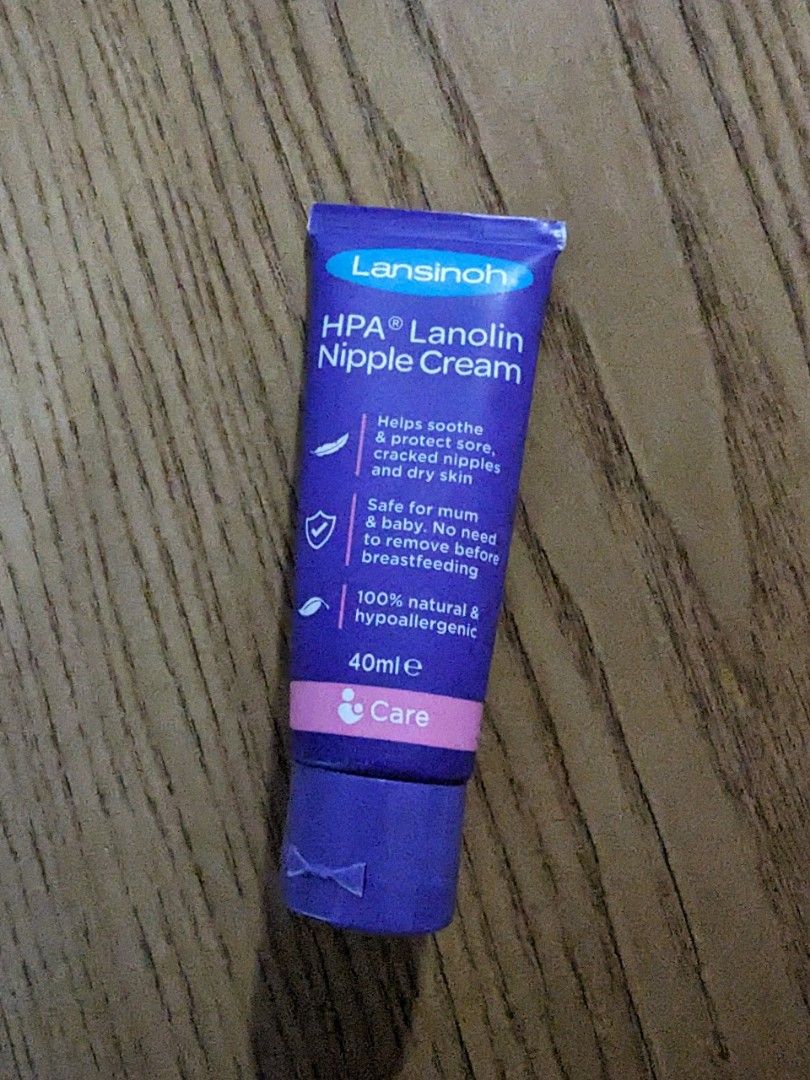 Lansinoh
HPA® Lanolin
Nipple Cream
Helps soothe
& protect sore,
cracked nipples
and dry skin
Safe for mum
& baby. No need
to remove before
breastfeeding
100% natural &
hypoallergenic
40ml ℮
Care